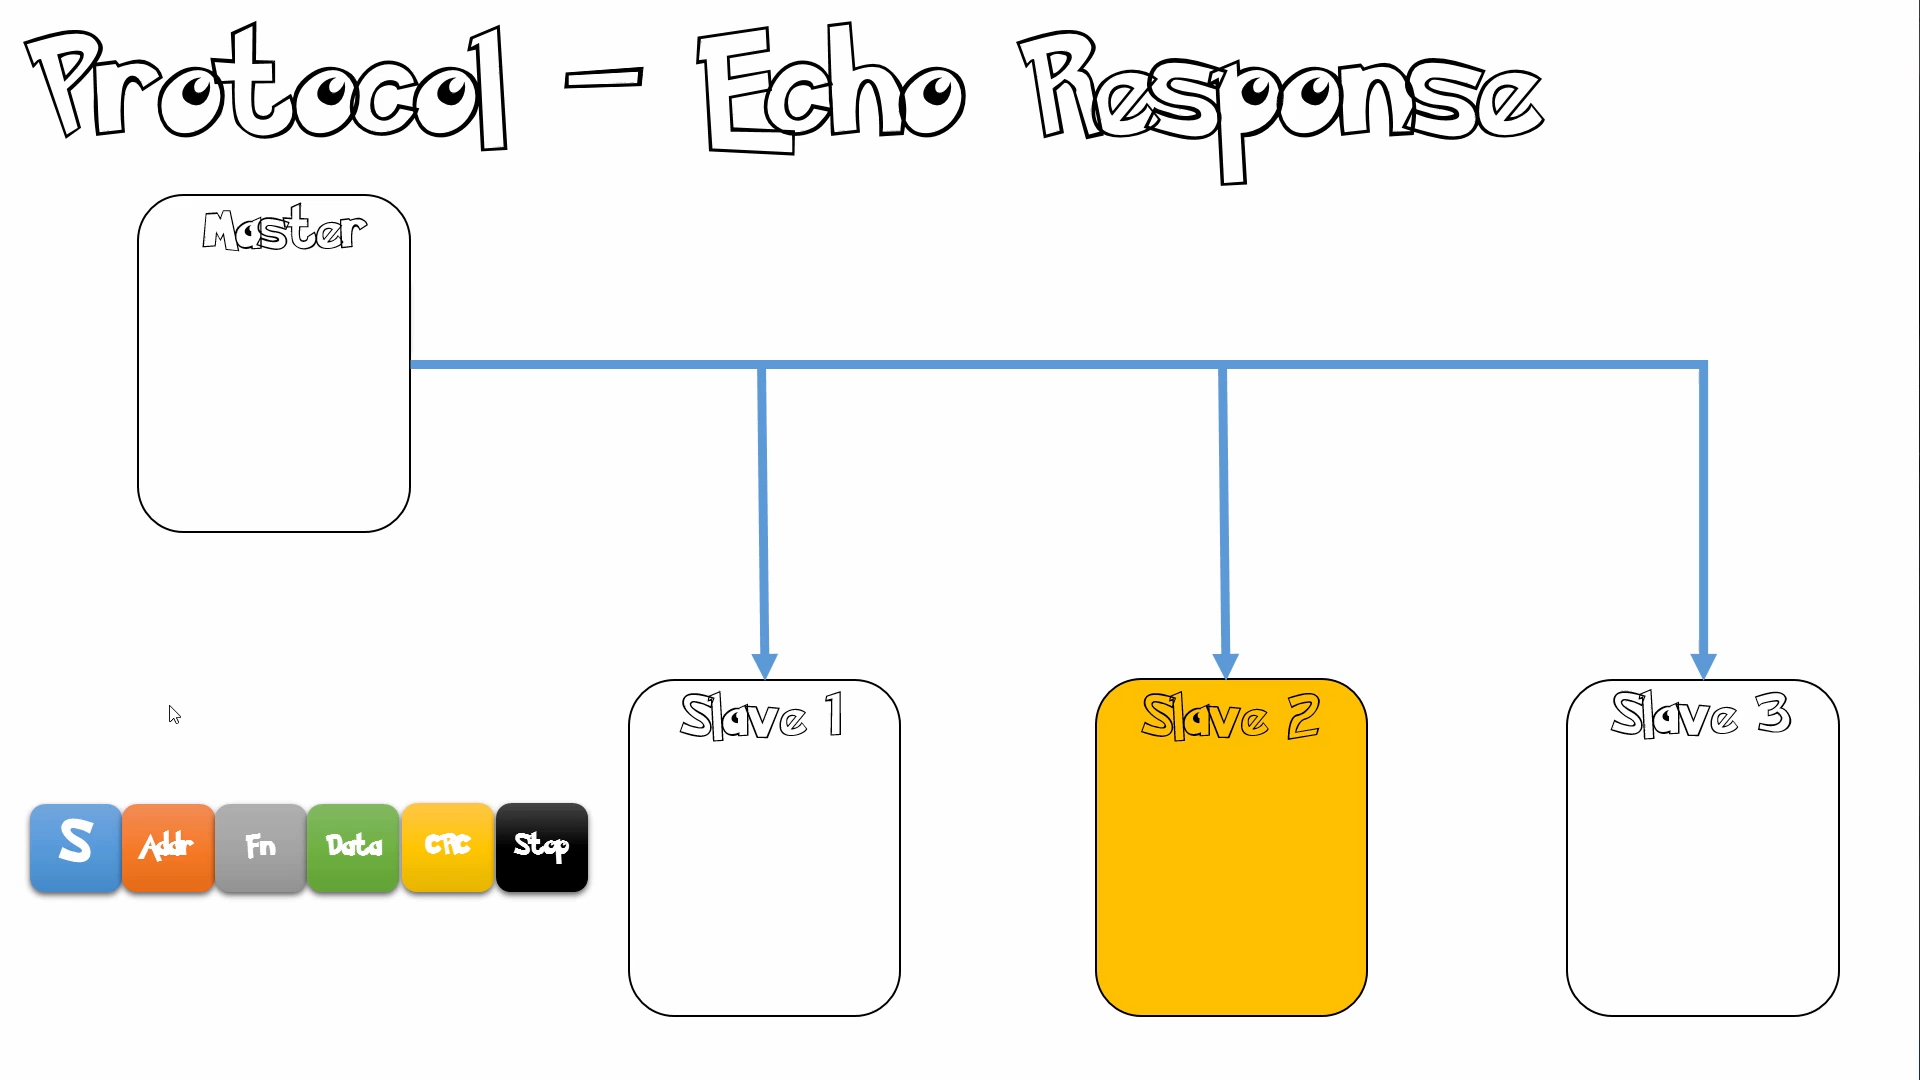 Protocol - Echo Response
Master
Slave 1
Slave 2
Slave 3
S Addr Fn Data CRC Stop